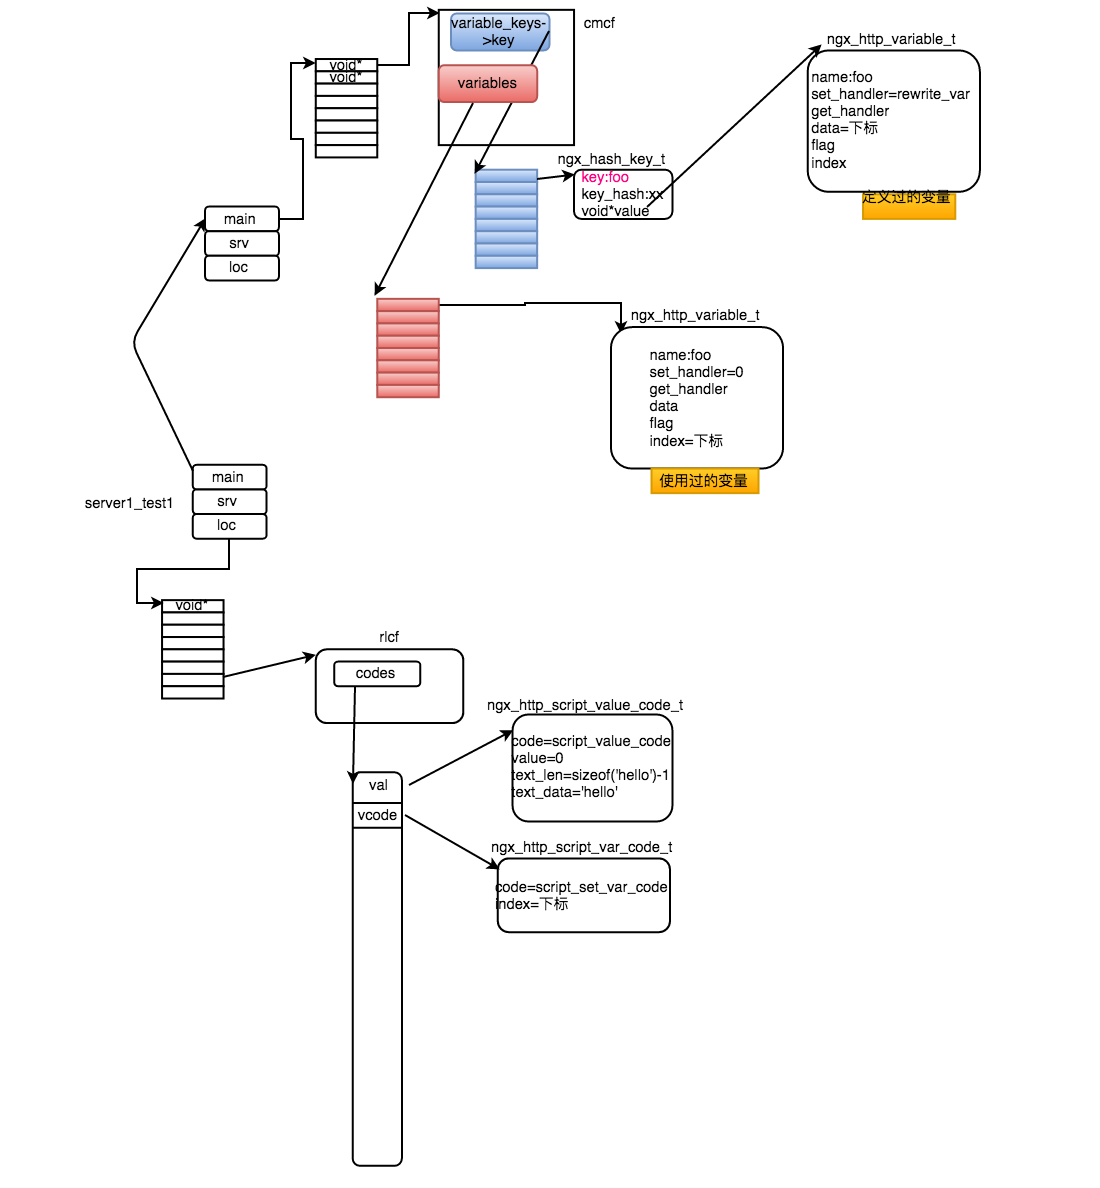 variable_keys-
>key
cmcf
variables
void*
void*
ngx_http_variable_t
name:foo
set_handler=rewrite_var
get_handler
data=下标
flag
index
定义过的变量
ngx_hash_key_t
key:foo
key_hash:xx
void*value
main
srv
loc
ngx_http_variable_t
name:foo
set_handler=0
get_handler
data
flag
index=下标
使用过的变量
server1_test1
main
srv
loc
void*
rlcf
codes
ngx_http_script_value_code_t
code=script_value_code
value=0
text_len=sizeof('hello')-1
text_data='hello'
val
vcode
ngx_http_script_var_code_t
code=script_set_var_code
index=下标